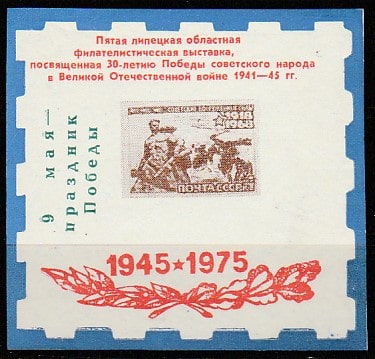 Пятая липецкая областная
филателистическая выставка,
посвященная 30-летию Победы советского народа
в Великой Отечественной войне 1941—45 гг.
9 мая—
праздник
Победы
1918
1968
ПОЧТА СССР
1945★1975